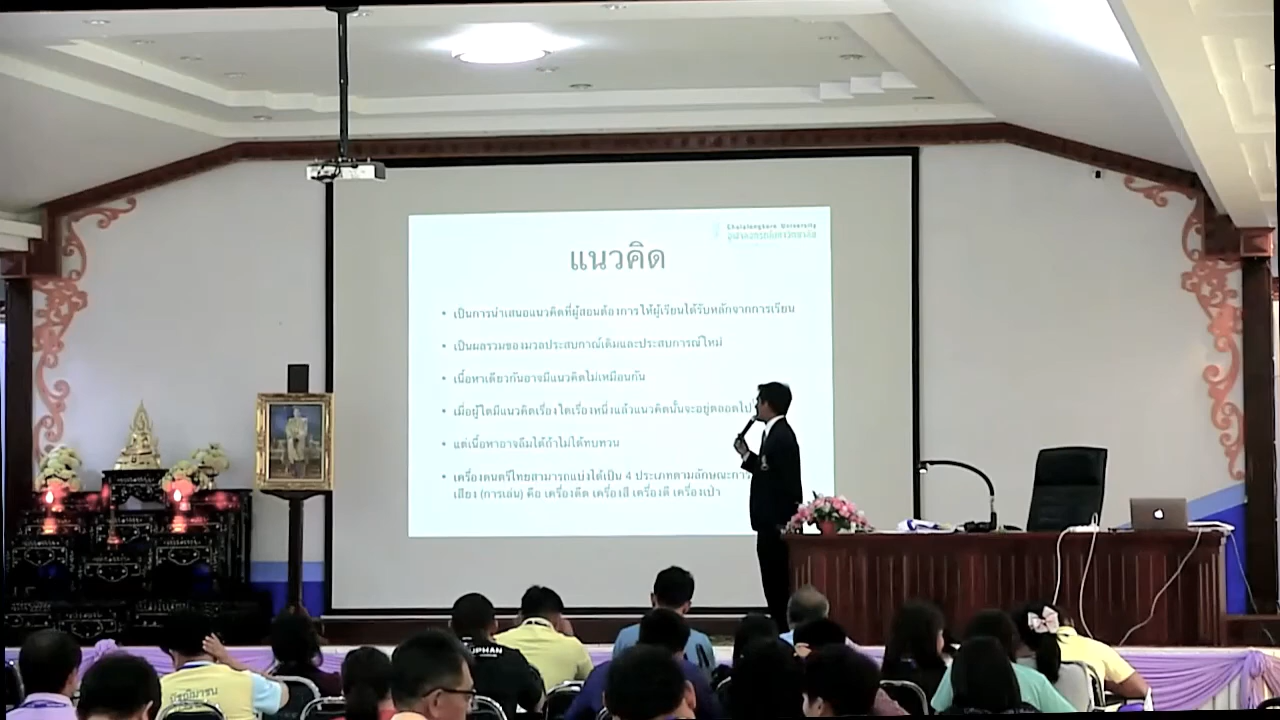 Chulalongkorn University
จุฬาลงกรณ์มหาวิทยาลัย
แนวคิด
• เป็นการนำเสนอแนวคิดที่ผู้สอนต้องการให้ผู้เรียนได้รับหลักจากการเรียน
• เป็นผลรวมของมวลประสบกาณ์เดิมและประสบการณ์ใหม่
• เนื้อหาเดียวกันอาจมีแนวคิดไม่เหมือนกัน
• เมื่อผู้ใดมีแนวคิดเรื่องใดเรื่องหนึ่งแล้วแนวคิดนั้นจะอยู่ตลอดไป
• แต่เนื้อหาอาจลืมได้ถ้าไม่ได้ทบทวน
• เครื่องดนตรีไทยสามารถแบ่งได้เป็น 4 ประเภทตามลักษณะการ
เสียง (การเล่น) คือ เครื่องดีด เครื่องสี เครื่องตี เครื่องเป่า
UPHAN